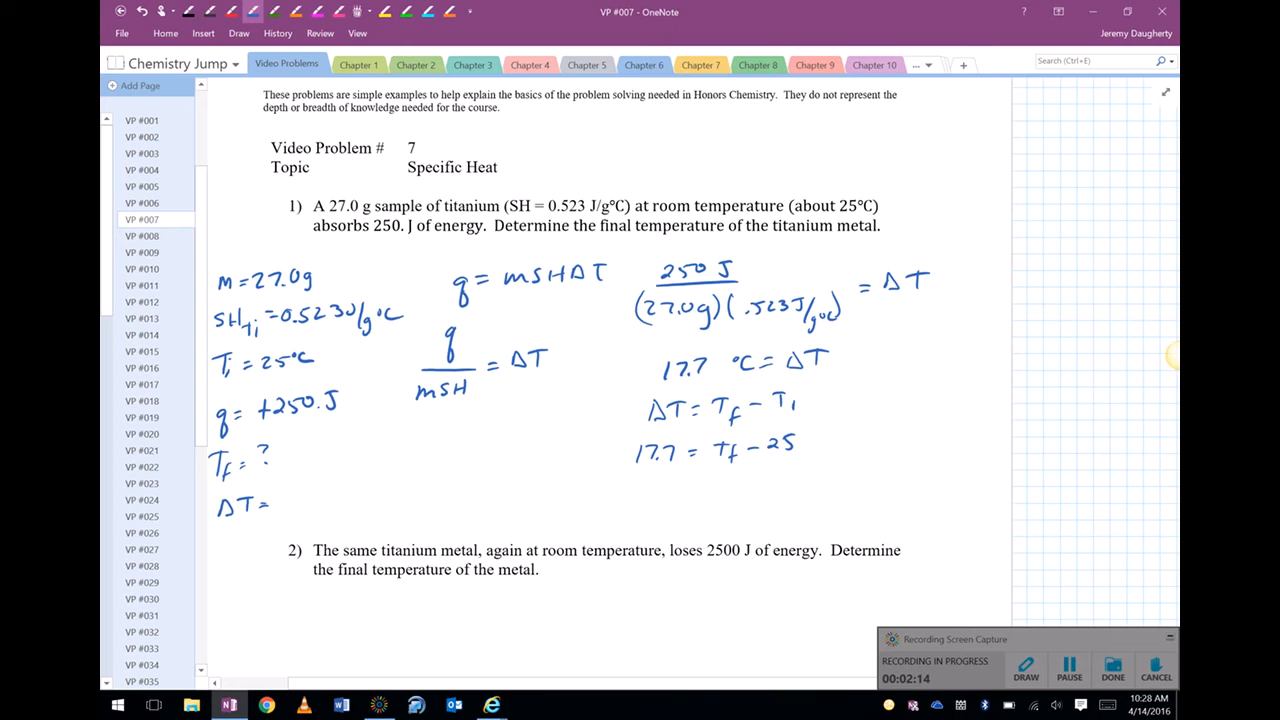 VP #007 - OneNote
File Home Insert Draw History Review View
Jeremy Daugherty
Chemistry Jump
Video Problems Chapter 1 Chapter 2 Chapter 3 Chapter 4 Chapter 5 Chapter 6 Chapter 7 Chapter 8 Chapter 9 Chapter 10 ...
Search (Ctrl+E)
Add Page
VP #001
VP #002
VP #003
VP #004
VP #005
VP #006
VP #007
VP #008
VP #009
VP #010
VP #011
VP #012
VP #013
VP #014
VP #015
VP #016
VP #017
VP #018
VP #019
VP #020
VP #021
VP #022
VP #023
VP #024
VP #025
VP #026
VP #027
VP #028
VP #029
VP #030
VP #031
VP #032
VP #033
VP #034
VP #035
These problems are simple examples to help explain the basics of the problem solving needed in Honors Chemistry. They do not represent the
depth or breadth of knowledge needed for the course.
Video Problem # 7
Topic Specific Heat
1) A 27.0 g sample of titanium (SH = 0.523 J/g°C) at room temperature (about 25°C)
absorbs 250. J of energy. Determine the final temperature of the titanium metal.
m = 27.0g
SH Ti = 0.523J/g°C
Ti = 25°C
q = +250. J
Tf = ?
ΔT =
q = mSHΔT
q
mSH = ΔT
250 J
(27.0g)(.523J/g°C) = ΔT
17.7 °C = ΔT
ΔT = Tf - Ti
17.7 = Tf - 25
2) The same titanium metal, again at room temperature, loses 2500 J of energy. Determine
the final temperature of the metal.
Recording Screen Capture
RECORDING IN PROGRESS
00:02:14
DRAW PAUSE DONE CANCEL
10:28 AM
4/14/2016